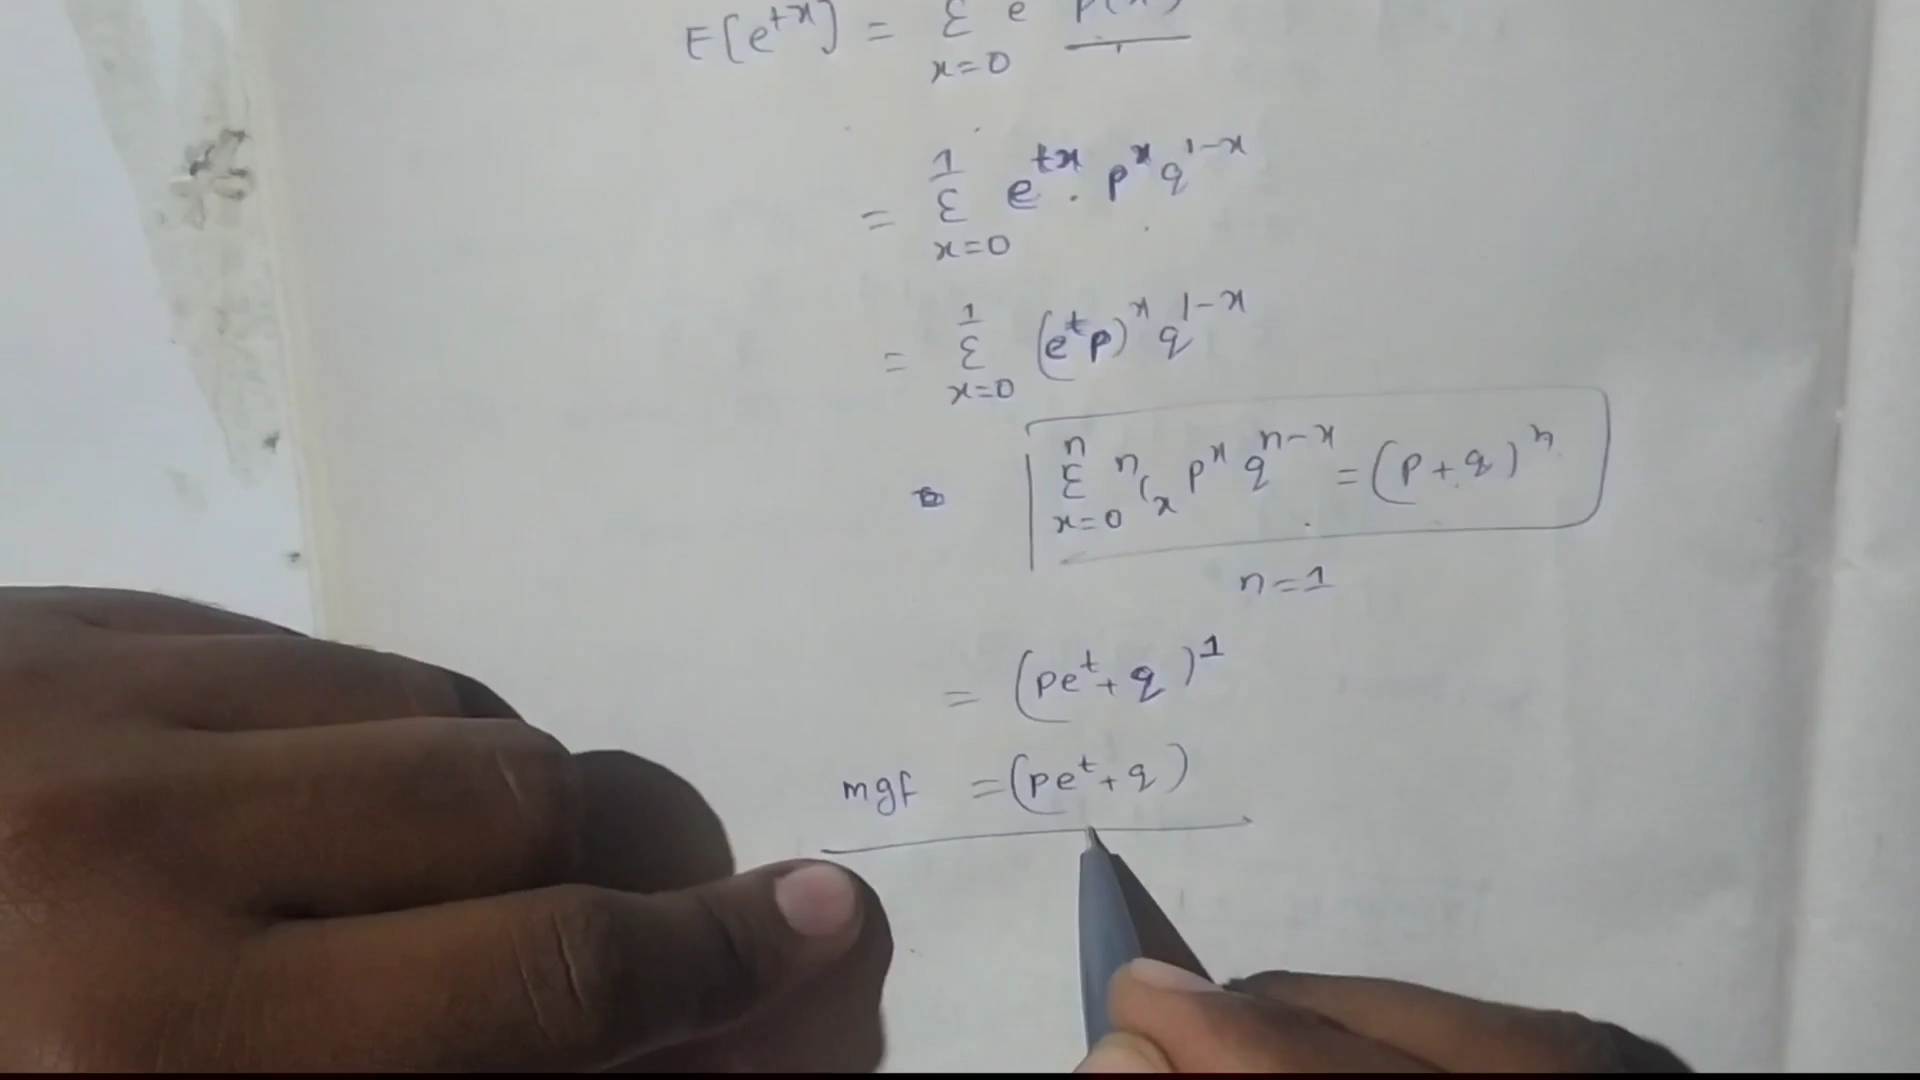 E[e^{tx}] = Σ_{x=0} e p(x)
= Σ_{x=0}^{1} e^{tx} . p^x q^{1-x}
= Σ_{x=0}^{1} (e^t p)^x q^{1-x}
Σ_{x=0}^{n} nC_x p^x q^{n-x} = (p+q)^n
n=1
= (pe^t + q)^1
mgf = (pe^t + q)